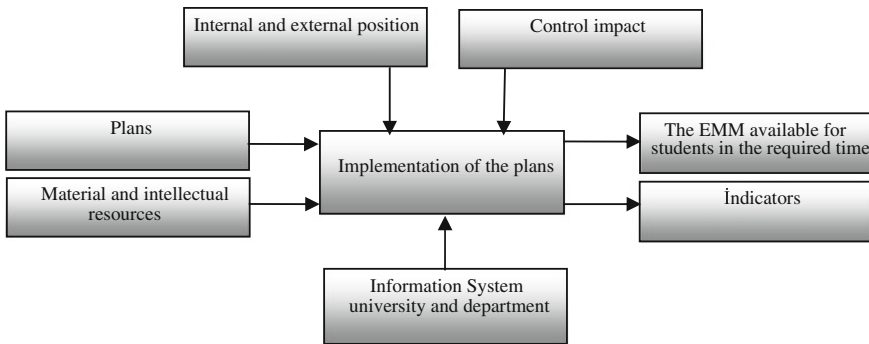 Internal and external position
Control impact
Plans
The EMM available for
students in the required time
Implementation of the plans
Material and intellectual
resources
İndicators
Information System
university and department